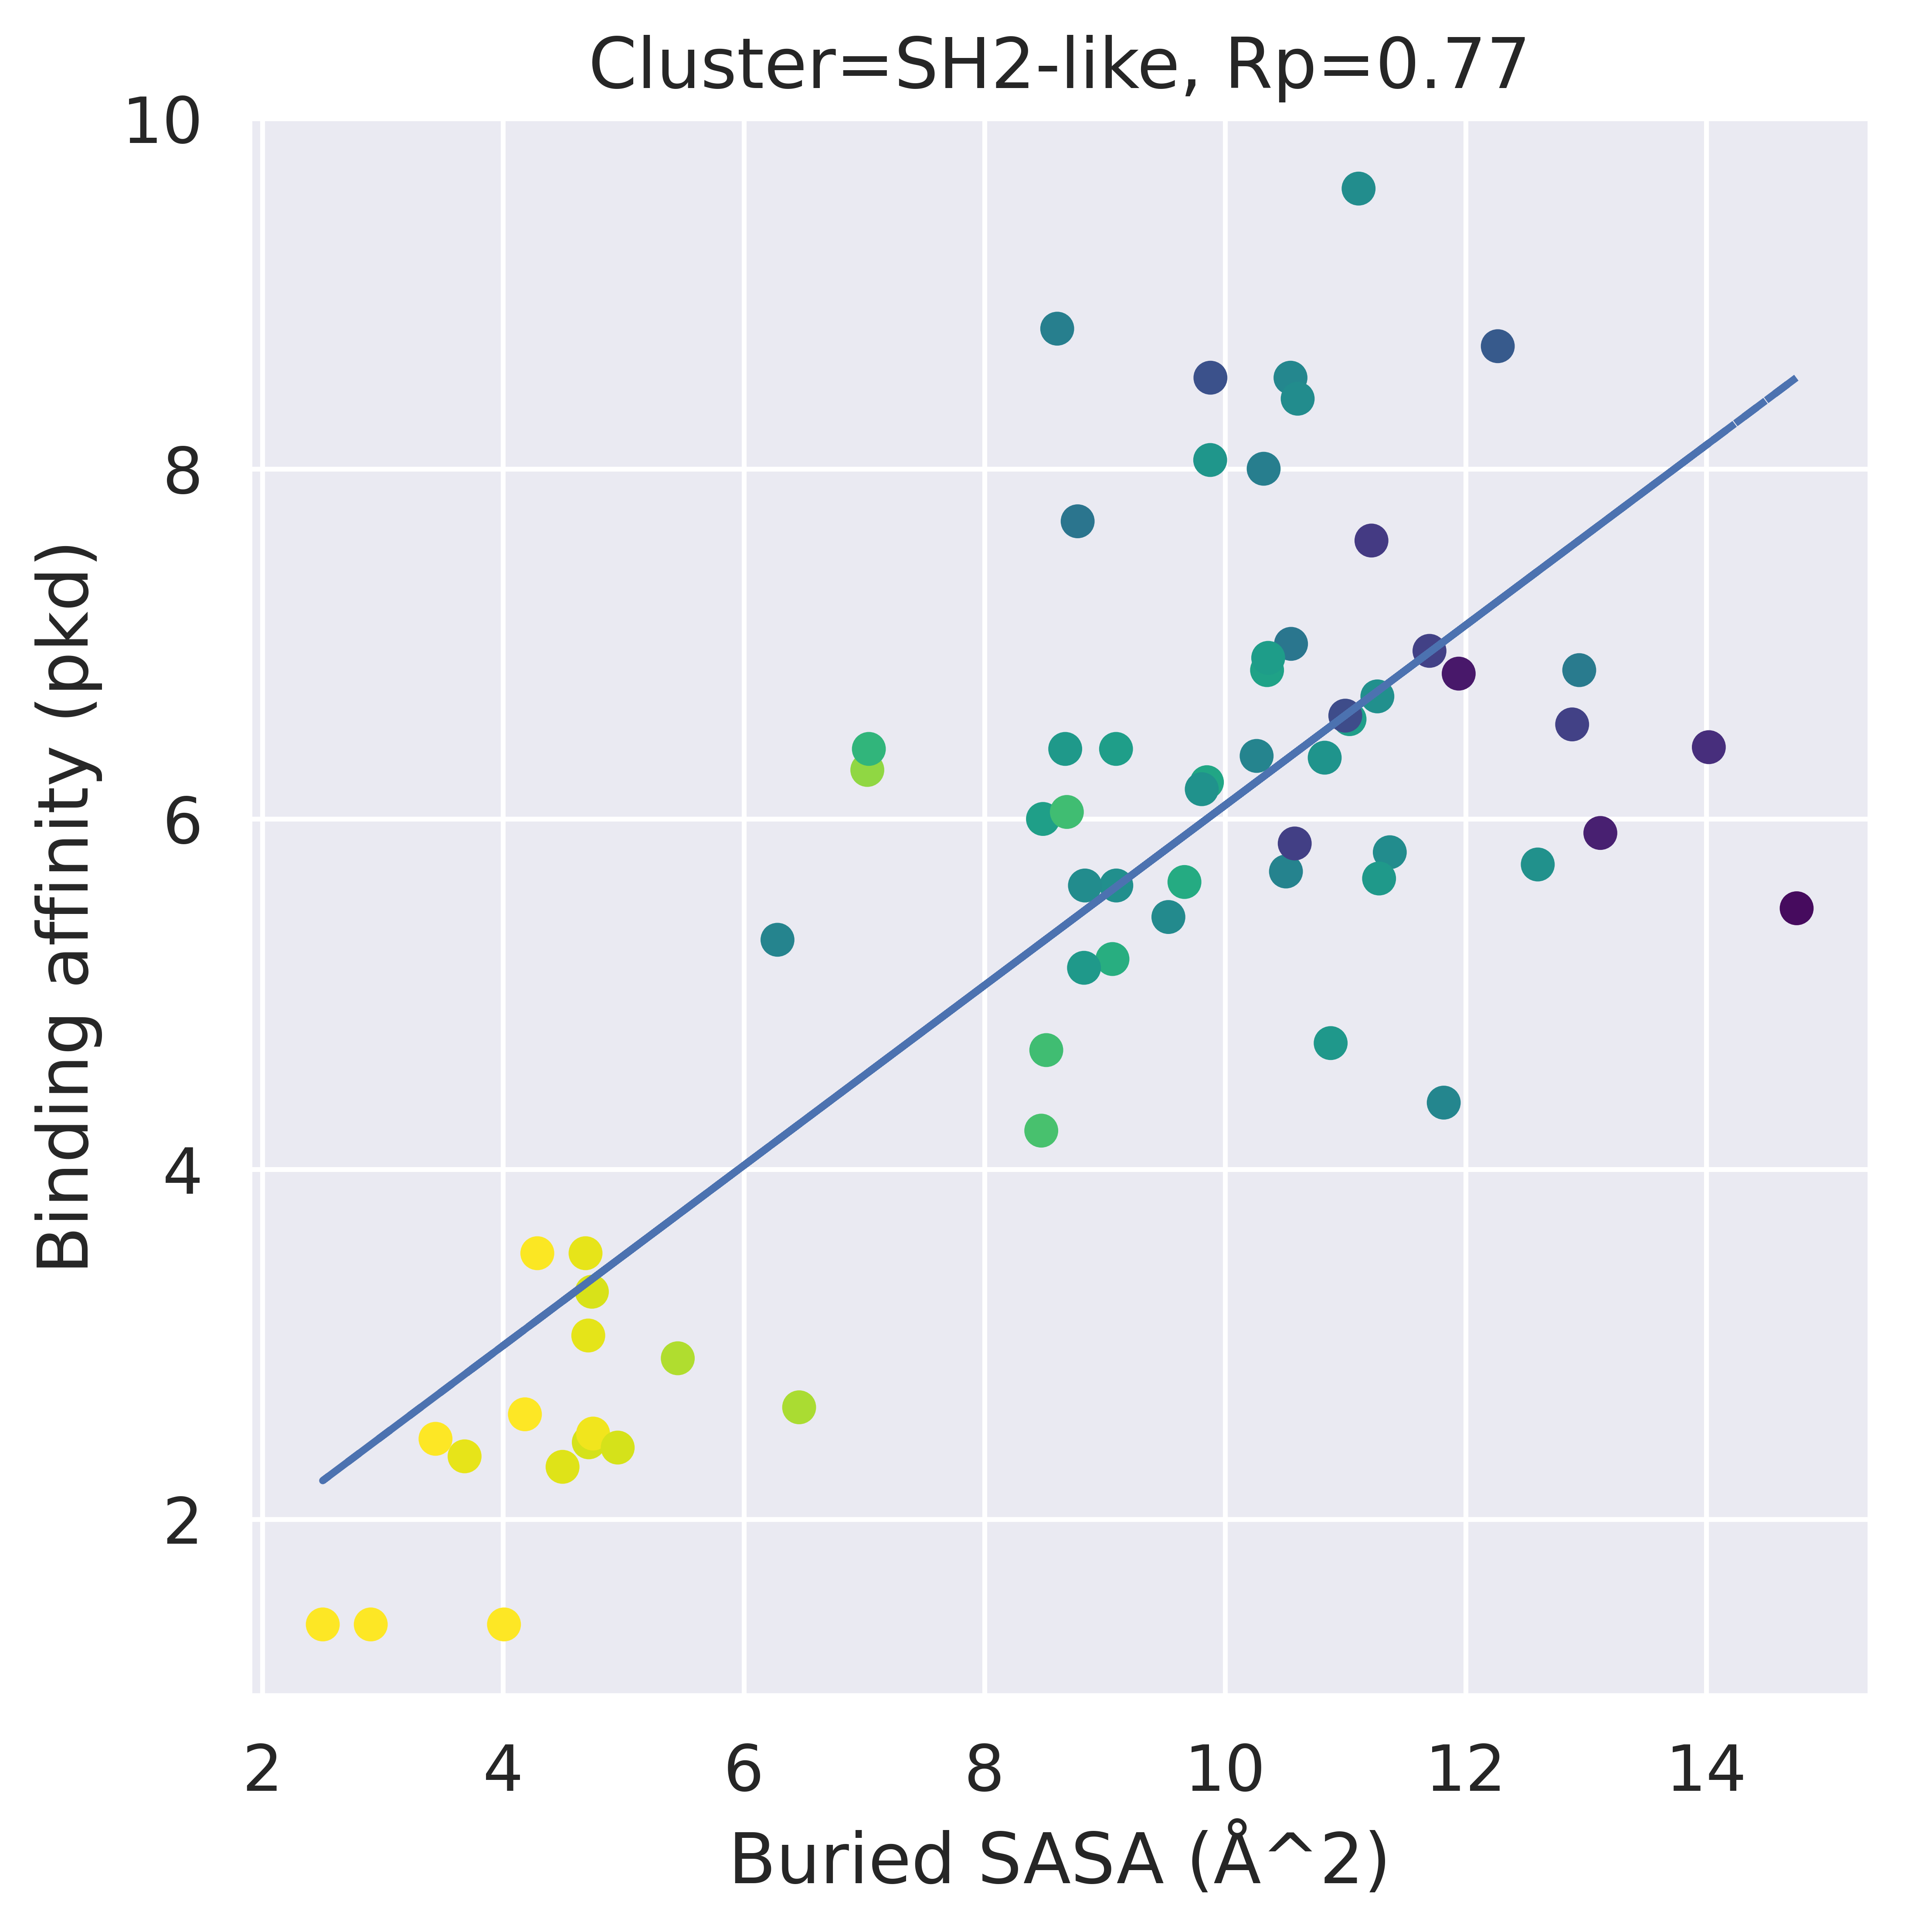 Cluster=SH2-like, Rp=0.77
10
8
6
4
2
Binding affinity (pkd)
2 4 6 8 10 12 14
Buried SASA (Å^2)